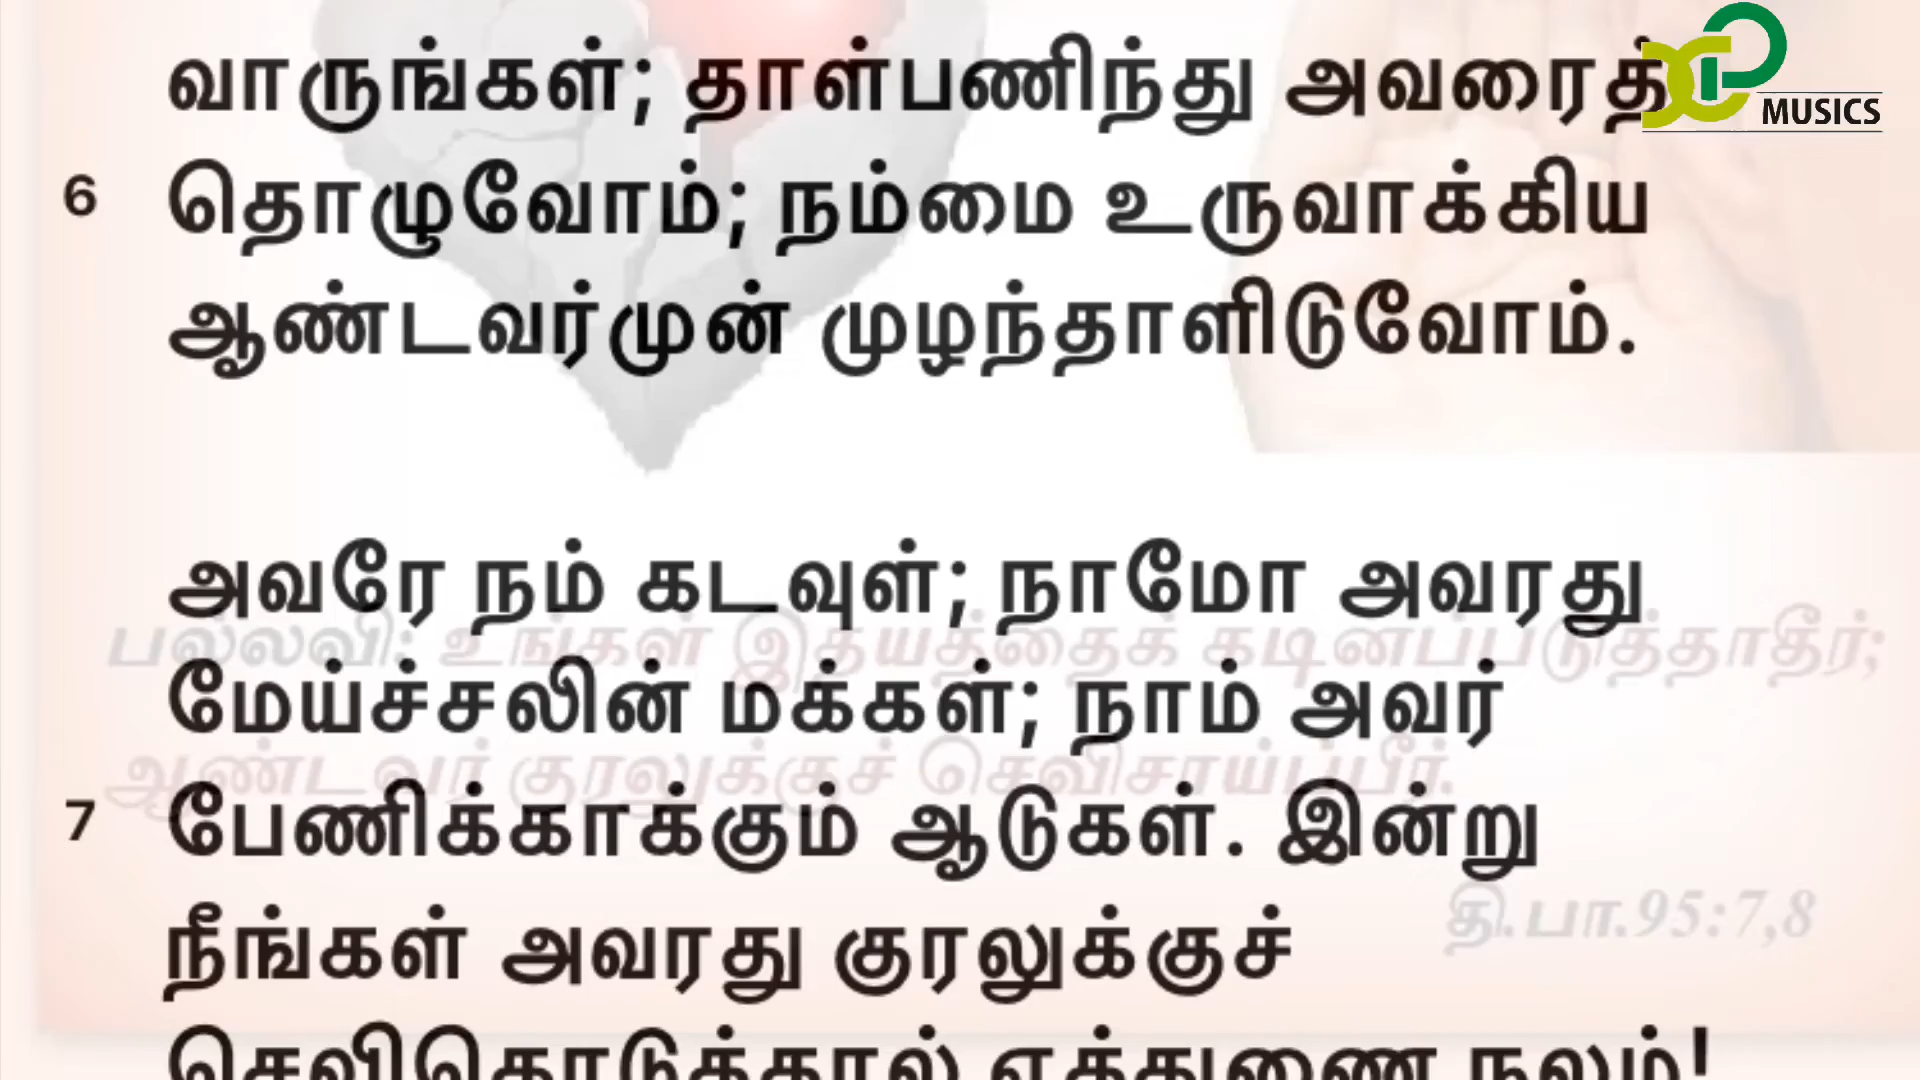 வாருங்கள்; தாள்பணிந்து அவரைத்
MUSICS
6 தொழுவோம்; நம்மை உருவாக்கிய
ஆண்டவர்முன் முழந்தாளிடுவோம்.
அவரே நம் கடவுள்; நாமோ அவரது
பல்லவி: உங்கள் இதயத்தைக் கடினப்படுத்தாதீர்;
மேய்ச்சலின் மக்கள்; நாம் அவர்
ஆண்டவர் குரலுக்குச் செவிசாய்ப்பீர்.
7 பேணிக்காக்கும் ஆடுகள். இன்று
தி.பா.95:7,8
நீங்கள் அவரது குரலுக்குச்
செவிகொடுத்தால் எத்துணை நலம்!